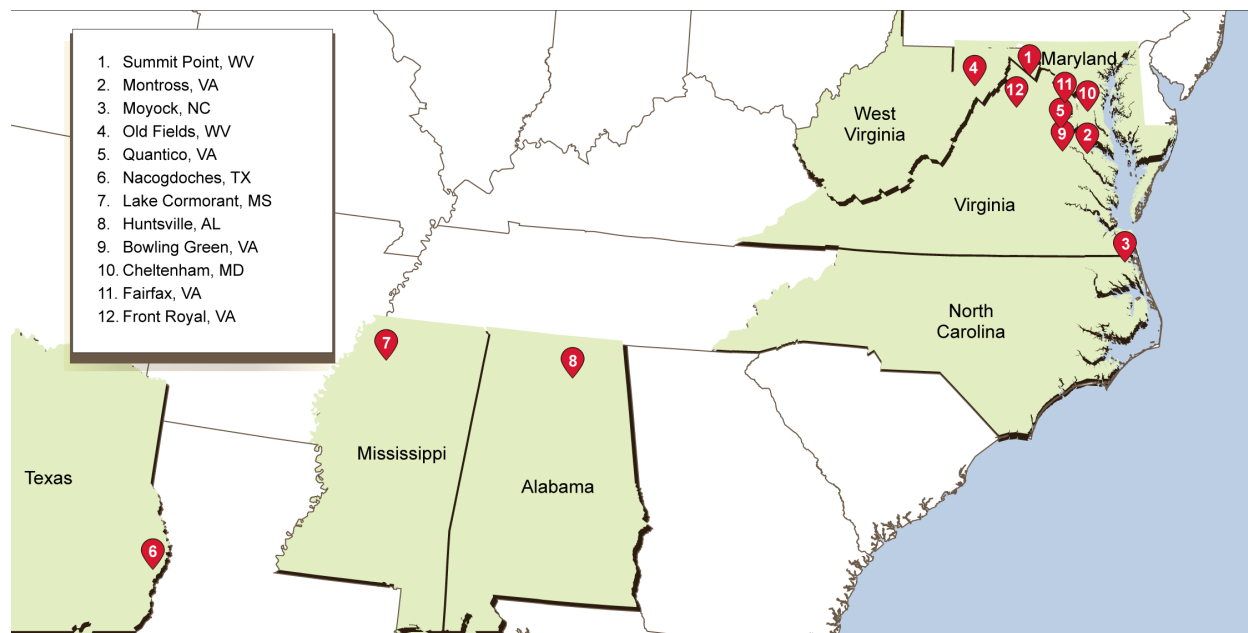 1. Summit Point, WV
2. Montross, VA
3. Moyock, NC
4. Old Fields, WV
5. Quantico, VA
6. Nacogdoches, TX
7. Lake Cormorant, MS
8. Huntsville, AL
9. Bowling Green, VA
10. Cheltenham, MD
11. Fairfax, VA
12. Front Royal, VA
1
Maryland
4
12
11
10
5
9
2
West
Virginia
Virginia
3
North
Carolina
7
8
Mississippi
Alabama
Texas
6